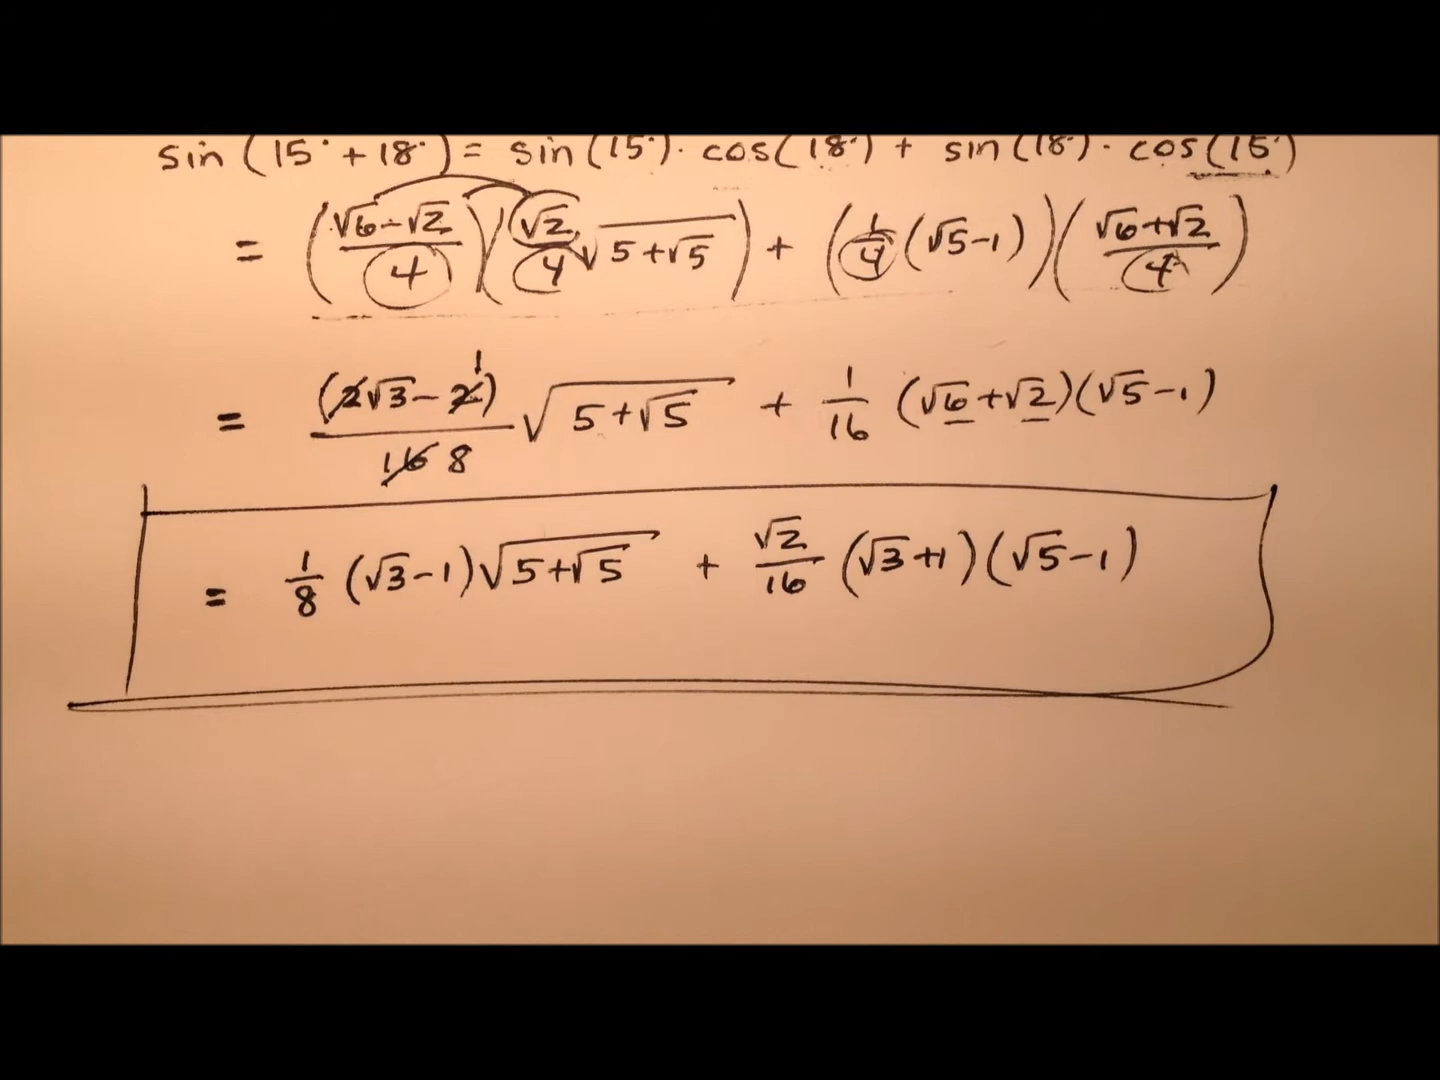 sin(15° + 18°) = sin(15°) · cos(18°) + sin(18°) · cos(15°)
= ((√6 - √2)/4)(√2/4 √(5+√5)) + (1/4 (√5-1))((√6+√2)/4)
= (2√3 - 2 1)/16 8 √(5+√5) + 1/16 (√6+√2)(√5-1)
= 1/8 (√3-1)√(5+√5) + √2/16 (√3+1)(√5-1)